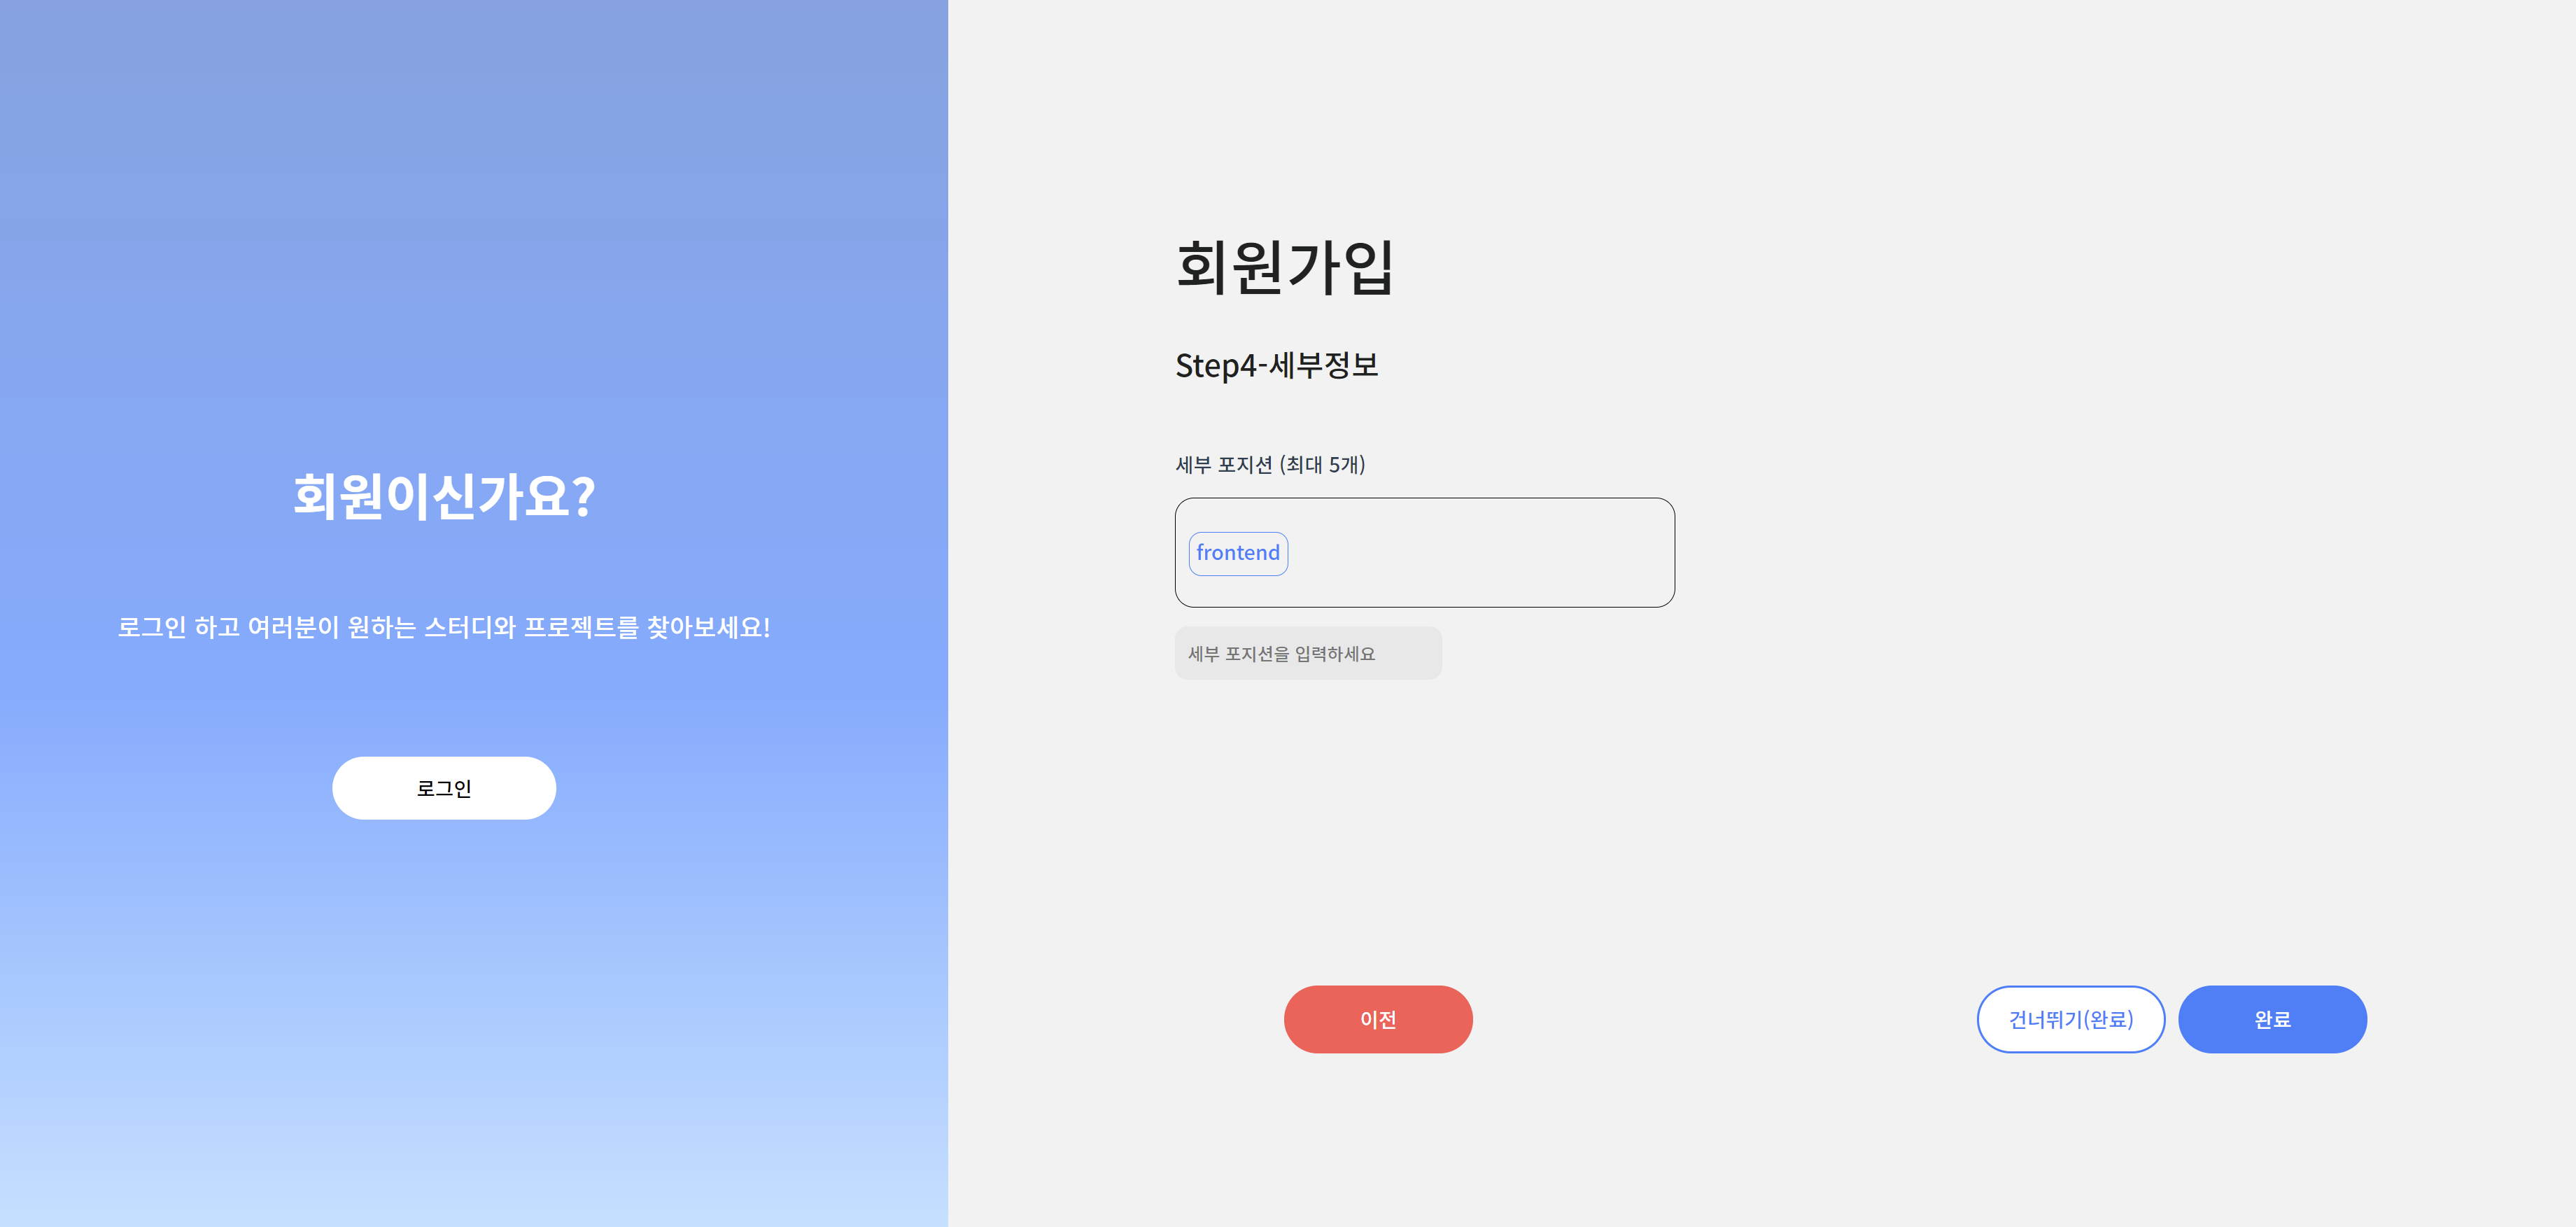 회원이신가요?
로그인 하고 여러분이 원하는 스터디와 프로젝트를 찾아보세요!
로그인
회원가입
Step4-세부정보
세부 포지션 (최대 5개)
frontend
세부 포지션을 입력하세요
이전
건너뛰기(완료)
완료